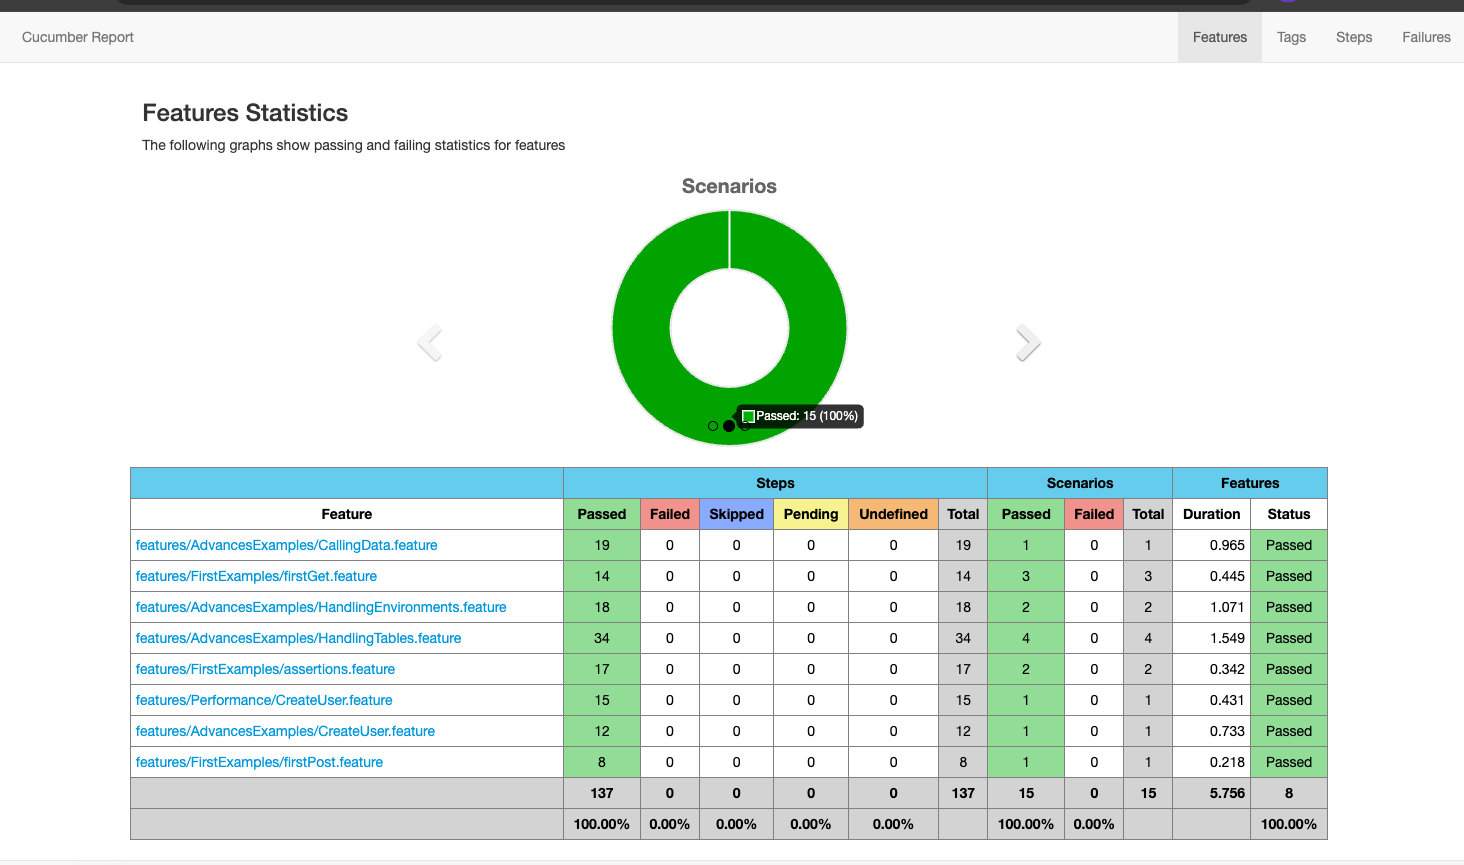 Cucumber Report Features Tags Steps Failures
Features Statistics
The following graphs show passing and failing statistics for features
Scenarios
Passed: 15 (100%)
Steps Scenarios Features
Feature Passed Failed Skipped Pending Undefined Total Passed Failed Total Duration Status
features/AdvancesExamples/CallingData.feature 19 0 0 0 0 19 1 0 1 0.965 Passed
features/FirstExamples/firstGet.feature 14 0 0 0 0 14 3 0 3 0.445 Passed
features/AdvancesExamples/HandlingEnvironments.feature 18 0 0 0 0 18 2 0 2 1.071 Passed
features/AdvancesExamples/HandlingTables.feature 34 0 0 0 0 34 4 0 4 1.549 Passed
features/FirstExamples/assertions.feature 17 0 0 0 0 17 2 0 2 0.342 Passed
features/Performance/CreateUser.feature 15 0 0 0 0 15 1 0 1 0.431 Passed
features/AdvancesExamples/CreateUser.feature 12 0 0 0 0 12 1 0 1 0.733 Passed
features/FirstExamples/firstPost.feature 8 0 0 0 0 8 1 0 1 0.218 Passed
137 0 0 0 0 137 15 0 15 5.756 8
100.00% 0.00% 0.00% 0.00% 0.00% 100.00% 0.00% 100.00%